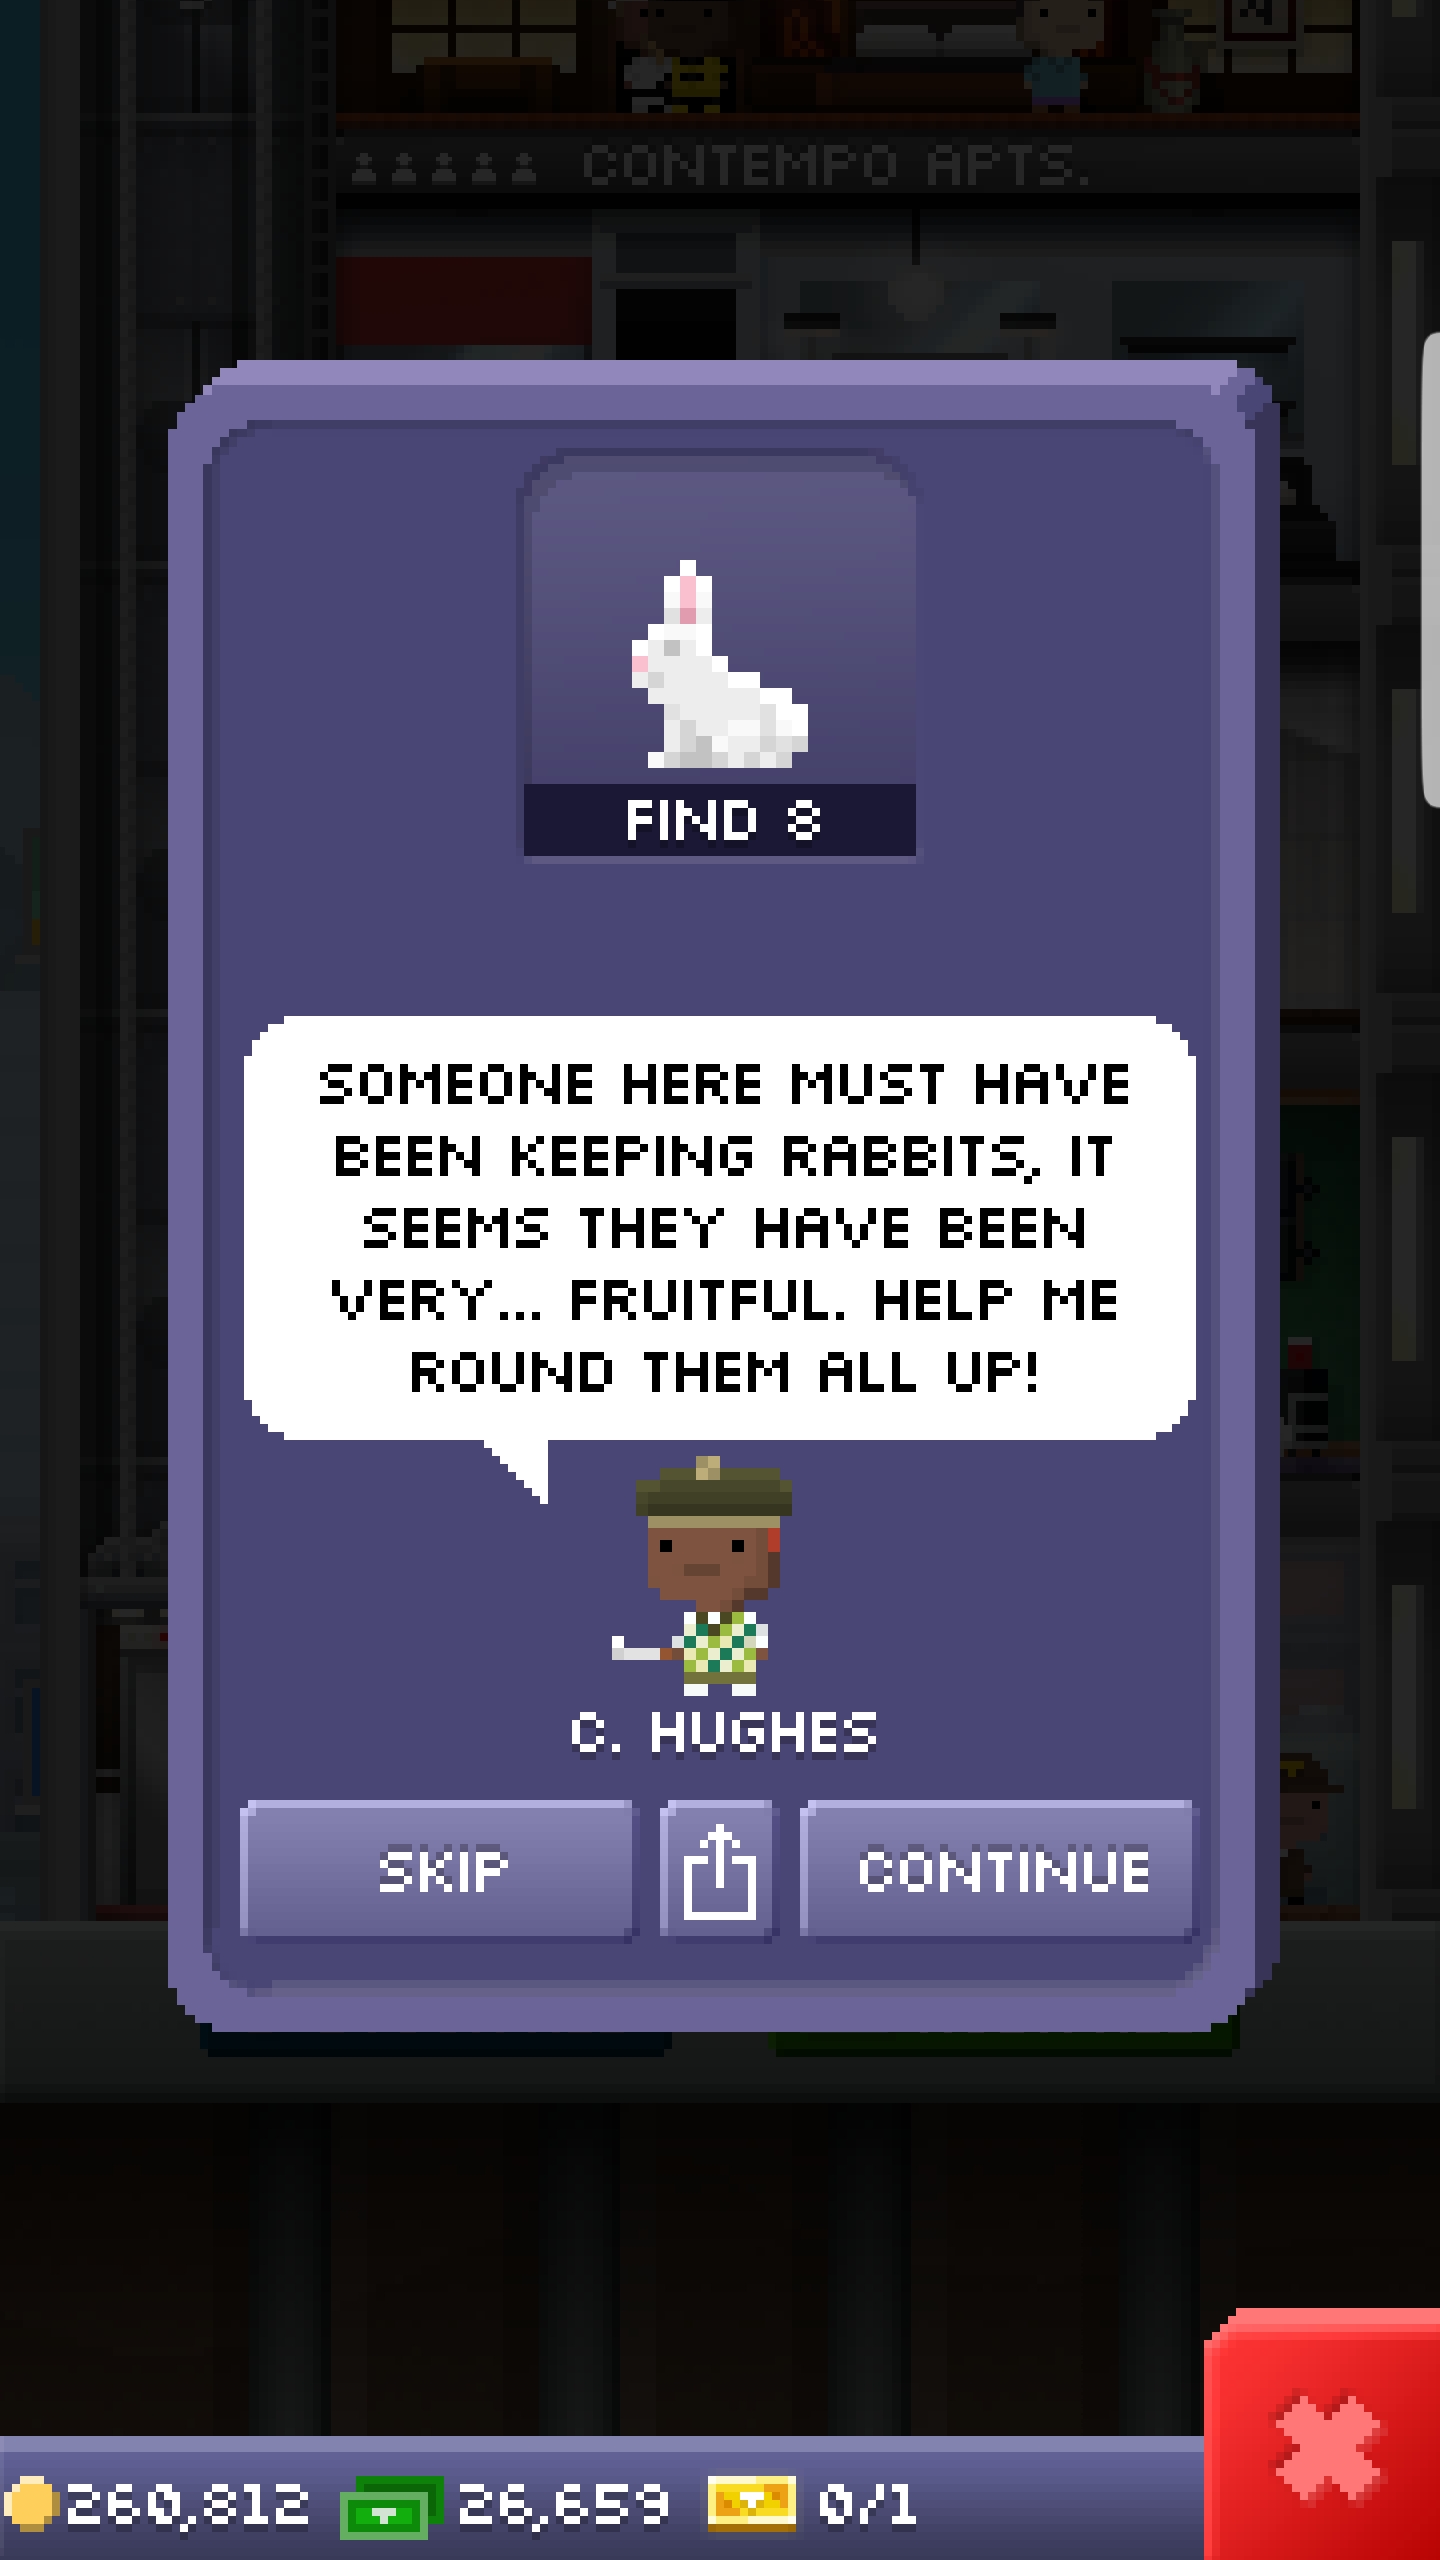 CONTEMPO APTS.
FIND 8
SOMEONE HERE MUST HAVE
BEEN KEEPING RABBITS, IT
SEEMS THEY HAVE BEEN
VERY... FRUITFUL. HELP ME
ROUND THEM ALL UP!
C. HUGHES
SKIP
CONTINUE
260,812
26,659
0/1